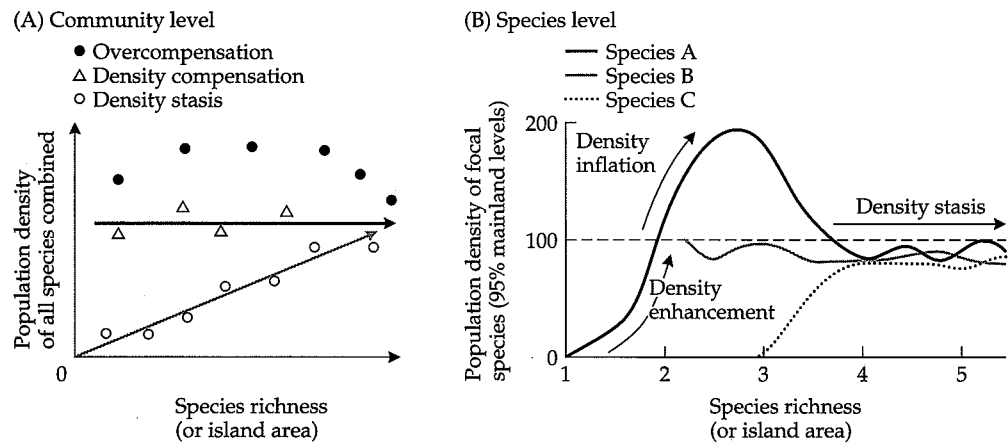 (A) Community level
● Overcompensation
△ Density compensation
○ Density stasis
Population density
of all species combined
0
Species richness
(or island area)
(B) Species level
Species A
Species B
Species C
Population density of focal
species (95% mainland levels)
200
100
0
Density
inflation
Density stasis
Density
enhancement
1 2 3 4 5
Species richness
(or island area)